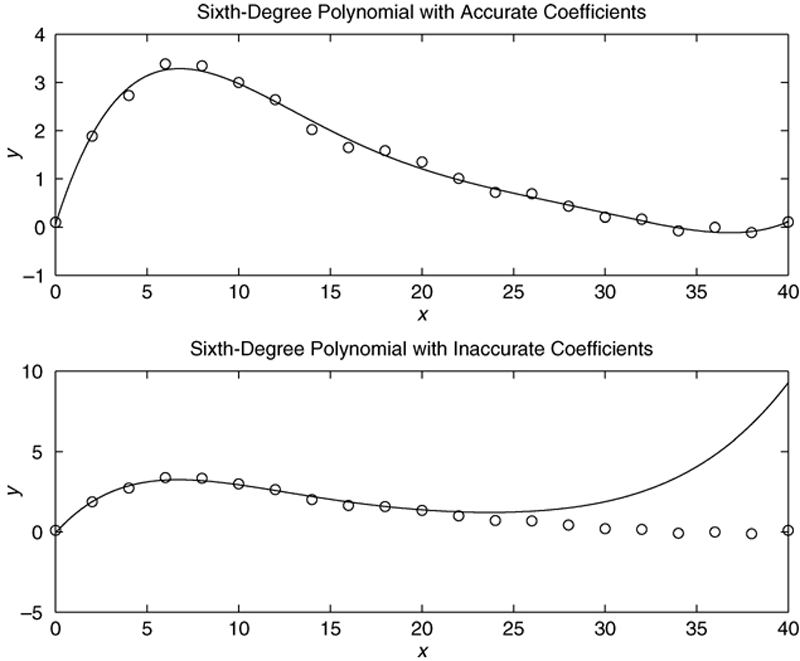 Sixth-Degree Polynomial with Accurate Coefficients
4
3
2
1
0
–1
y
0 5 10 15 20 25 30 35 40
x
Sixth-Degree Polynomial with Inaccurate Coefficients
10
5
0
–5
y
0 5 10 15 20 25 30 35 40
x